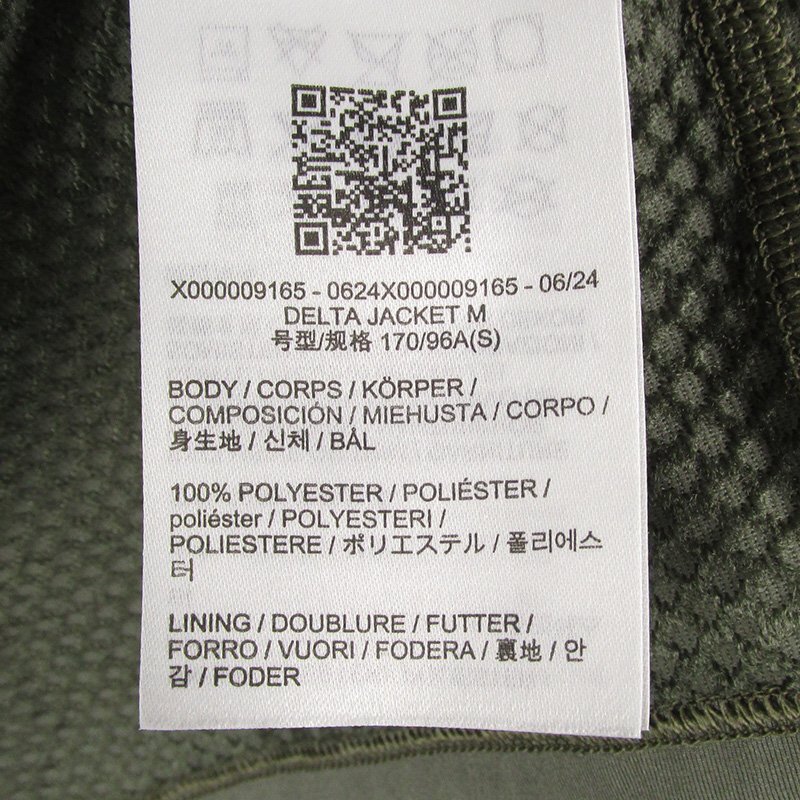 X000009165 - 0624X000009165 - 06/24
DELTA JACKET M
号型/规格 170/96A(S)
BODY / CORPS / KÖRPER /
COMPOSICIÓN / MIEHUSTA / CORPO /
身生地 / 신체 / BÅL
100% POLYESTER / POLIÉSTER /
poliéster / POLYESTERI /
POLIESTERE / ポリエステル / 폴리에스
터
LINING / DOUBLURE / FUTTER /
FORRO / VUORI / FODERA / 裏地 / 안
감 / FODER